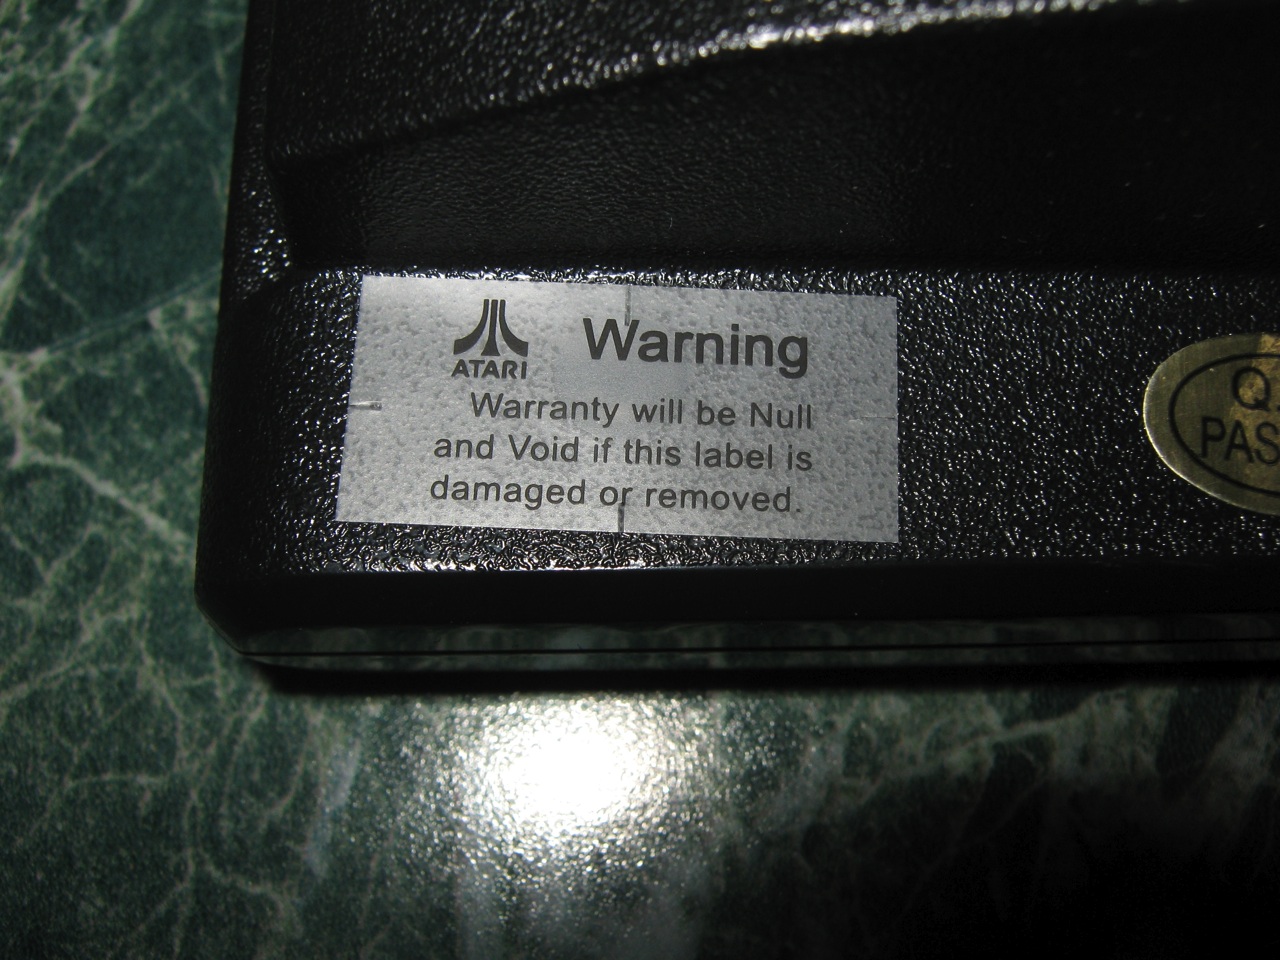 ATARI
Warning
Warranty will be Null
and Void if this label is
damaged or removed.